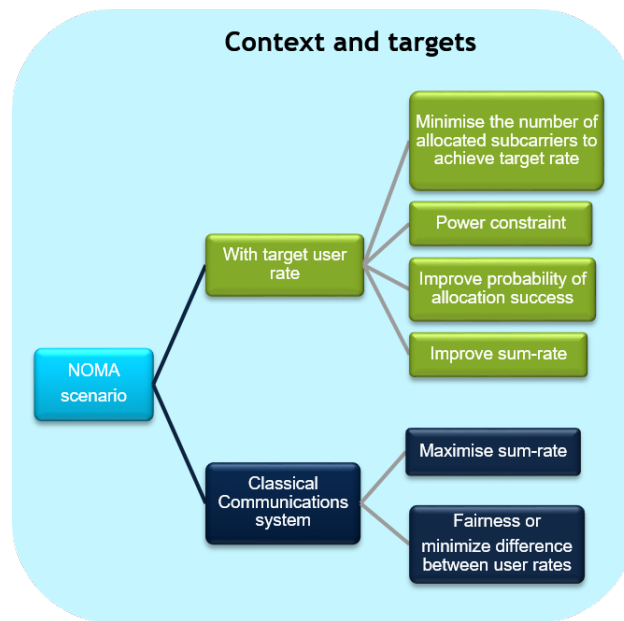 Context and targets
Minimise the number of
allocated subcarriers to
achieve target rate
Power constraint
With target user
rate
Improve probability of
allocation success
Improve sum-rate
NOMA
scenario
Maximise sum-rate
Classical
Communications
system
Fairness or
minimize difference
between user rates